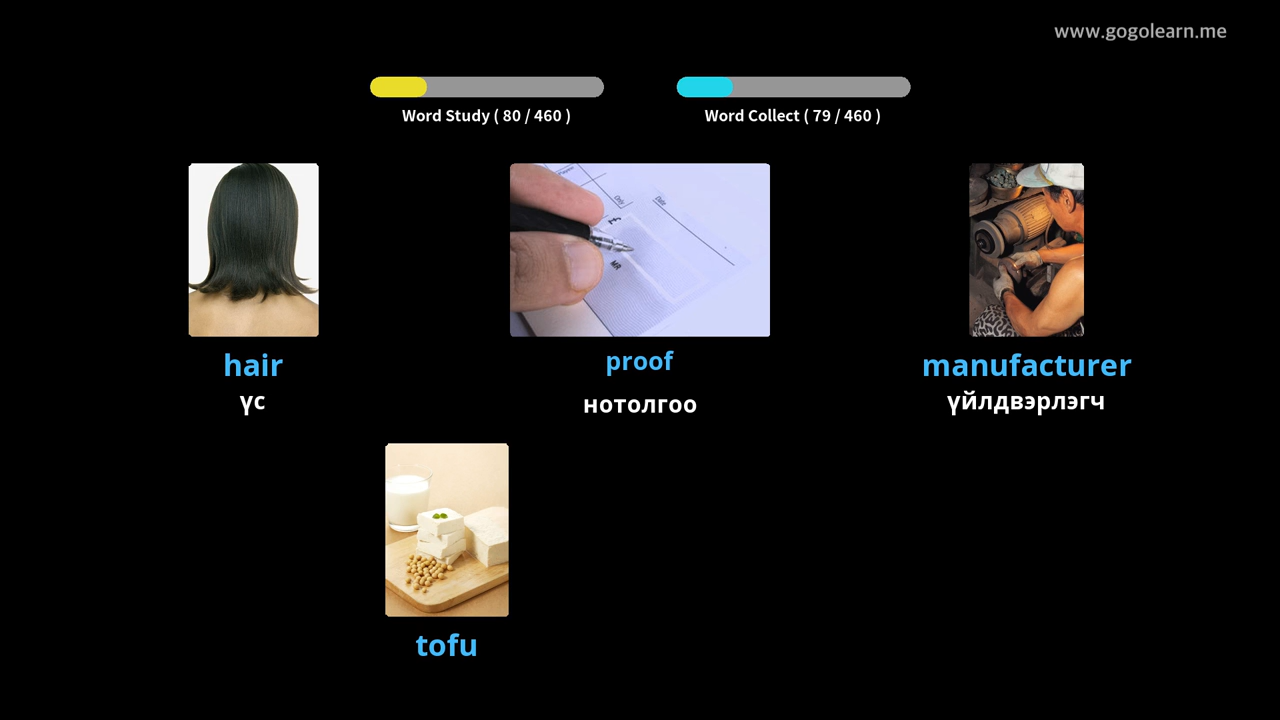 www.gogolearn.me
Word Study ( 80 / 460 )
Word Collect ( 79 / 460 )
hair
үс
proof
нотолгоо
manufacturer
үйлдвэрлэгч
tofu